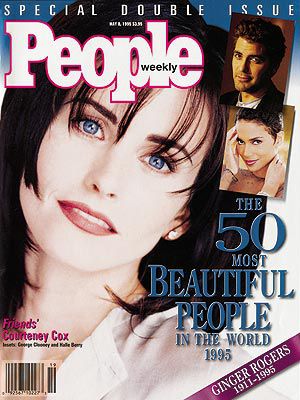 SPECIAL DOUBLE ISSUE
MAY 8, 1995 $3.95
People
weekly
THE
50
MOST
BEAUTIFUL
PEOPLE
IN THE WORLD
1995
Friends'
Courteney Cox
Insets: George Clooney and Halle Berry
GINGER ROGERS
1911-1995
19